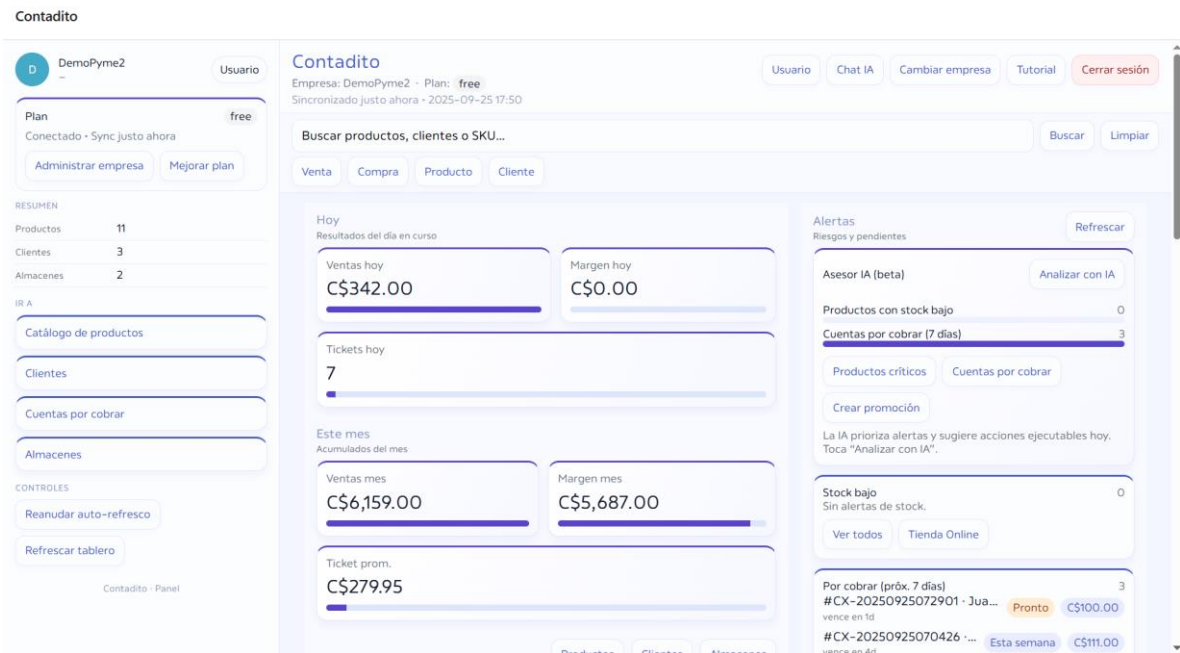 Contadito
D
DemoPyme2
–
Usuario
Plan
free
Conectado • Sync justo ahora
Administrar empresa
Mejorar plan
RESUMEN
Productos 11
Clientes 3
Almacenes 2
IR A
Catálogo de productos
Clientes
Cuentas por cobrar
Almacenes
CONTROLES
Reanudar auto-refresco
Refrescar tablero
Contadito · Panel
Contadito
Empresa: DemoPyme2 · Plan: free
Sincronizado justo ahora • 2025-09-25 17:50
Usuario
Chat IA
Cambiar empresa
Tutorial
Cerrar sesión
Buscar productos, clientes o SKU...
Buscar
Limpiar
Venta
Compra
Producto
Cliente
Hoy
Resultados del día en curso
Ventas hoy
C$342.00
Margen hoy
C$0.00
Tickets hoy
7
Este mes
Acumulados del mes
Ventas mes
C$6,159.00
Margen mes
C$5,687.00
Ticket prom.
C$279.95
Productos
Clientes
Almacenes
Alertas
Riesgos y pendientes
Refrescar
Asesor IA (beta)
Analizar con IA
Productos con stock bajo 0
Cuentas por cobrar (7 días) 3
Productos críticos
Cuentas por cobrar
Crear promoción
La IA prioriza alertas y sugiere acciones ejecutables hoy.
Toca “Analizar con IA”.
Stock bajo 0
Sin alertas de stock.
Ver todos
Tienda Online
Por cobrar (próx. 7 días) 3
#CX-20250925072901 · Jua...
vence en 1d
Pronto
C$100.00
#CX-20250925070426 ·...
vence en 4d
Esta semana
C$111.00